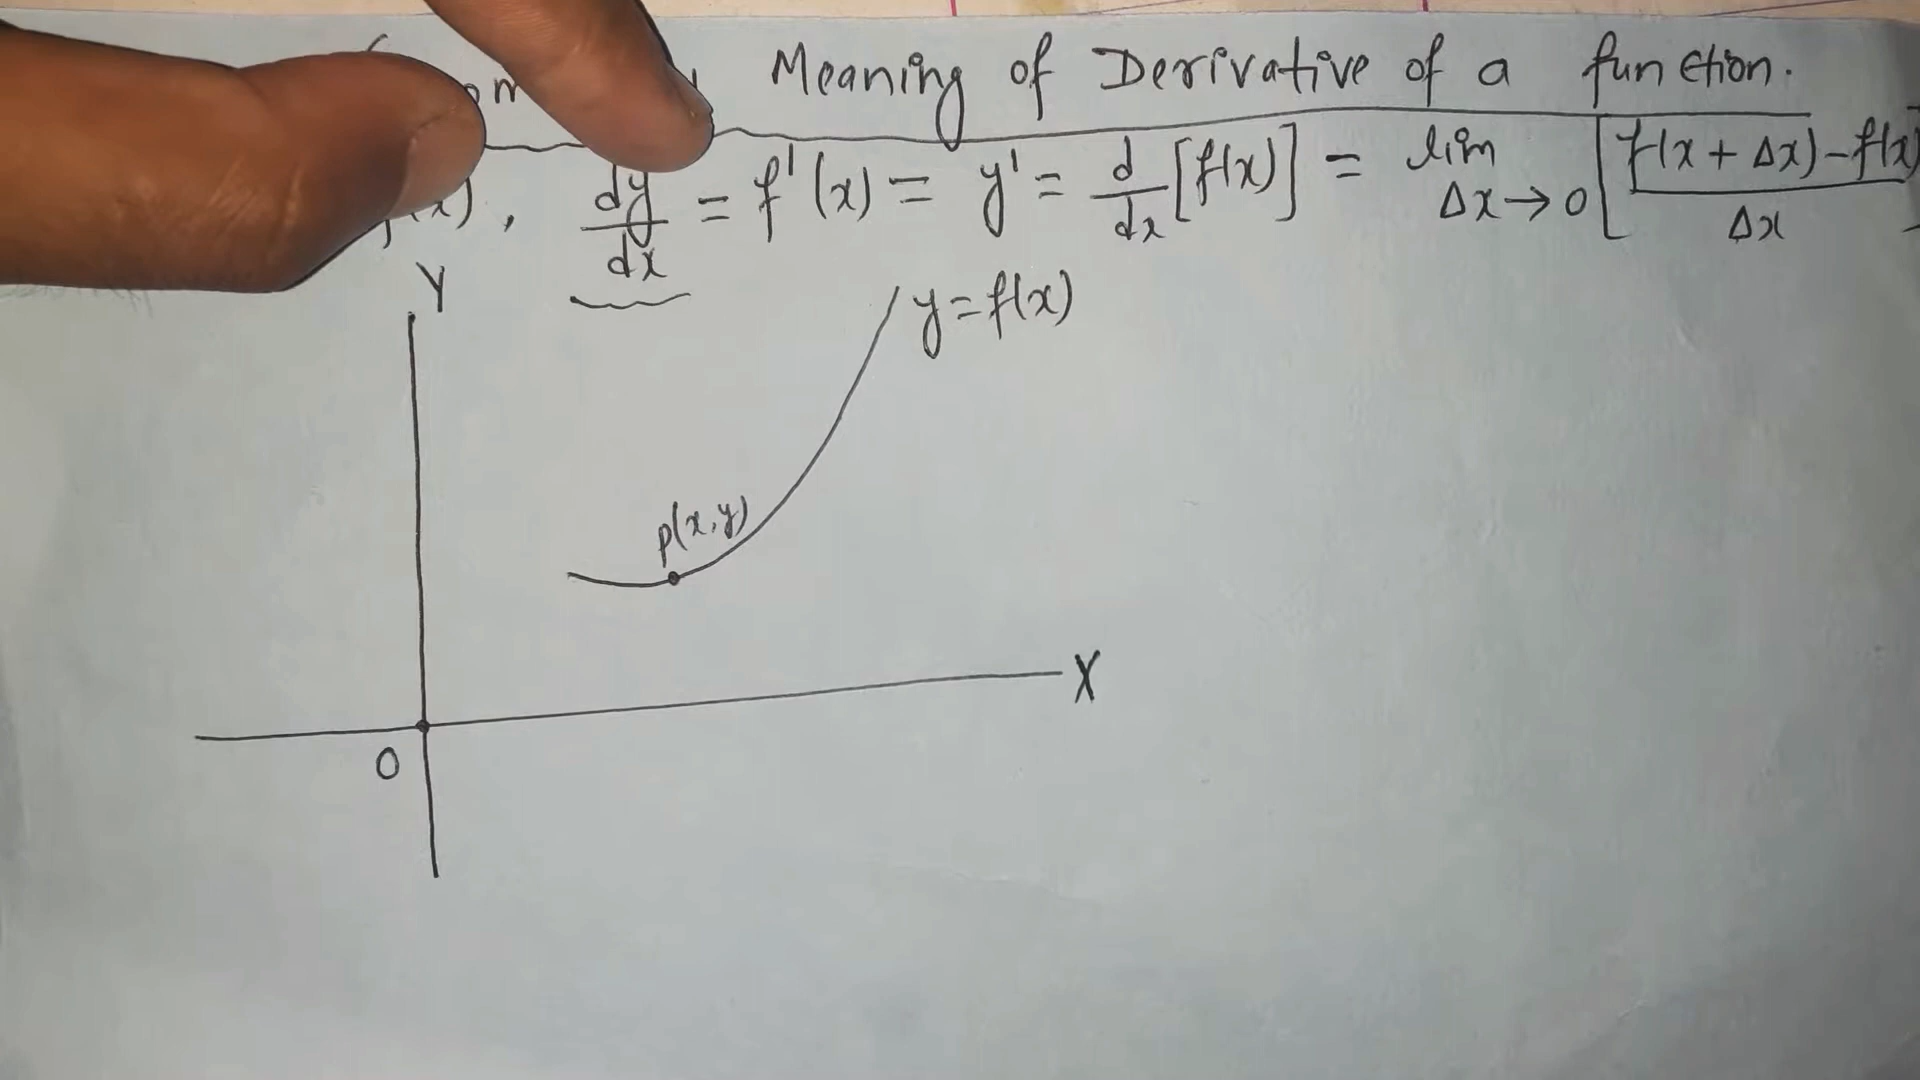 Meaning of Derivative of a function.
, dy/dx = f'(x) = y' = d/dx [f(x)] = lim Δx→0 [f(x + Δx) - f(x) / Δx]
Y
y = f(x)
P(x,y)
X
O